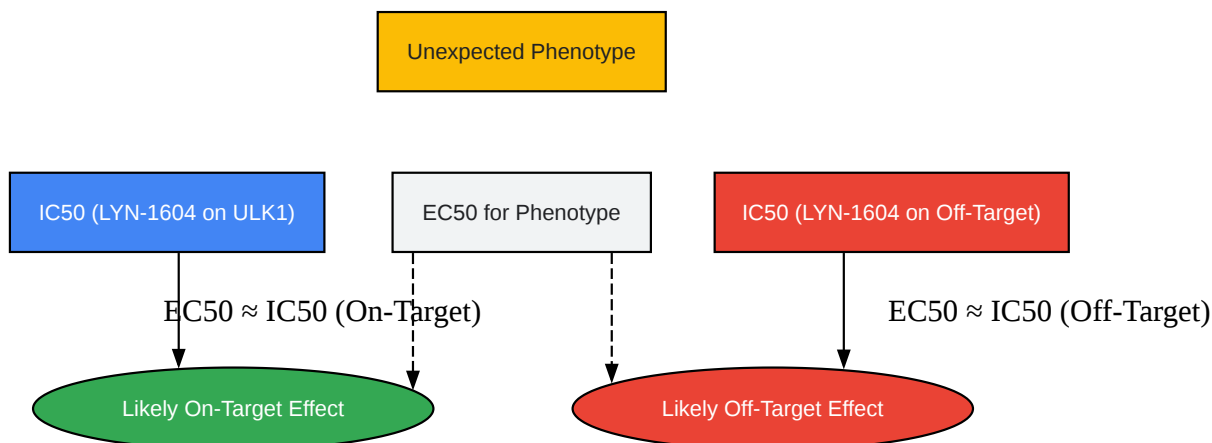 Unexpected Phenotype
IC50 (LYN-1604 on ULK1)
EC50 for Phenotype
IC50 (LYN-1604 on Off-Target)
EC50 ≈ IC50 (On-Target)
EC50 ≈ IC50 (Off-Target)
Likely On-Target Effect
Likely Off-Target Effect